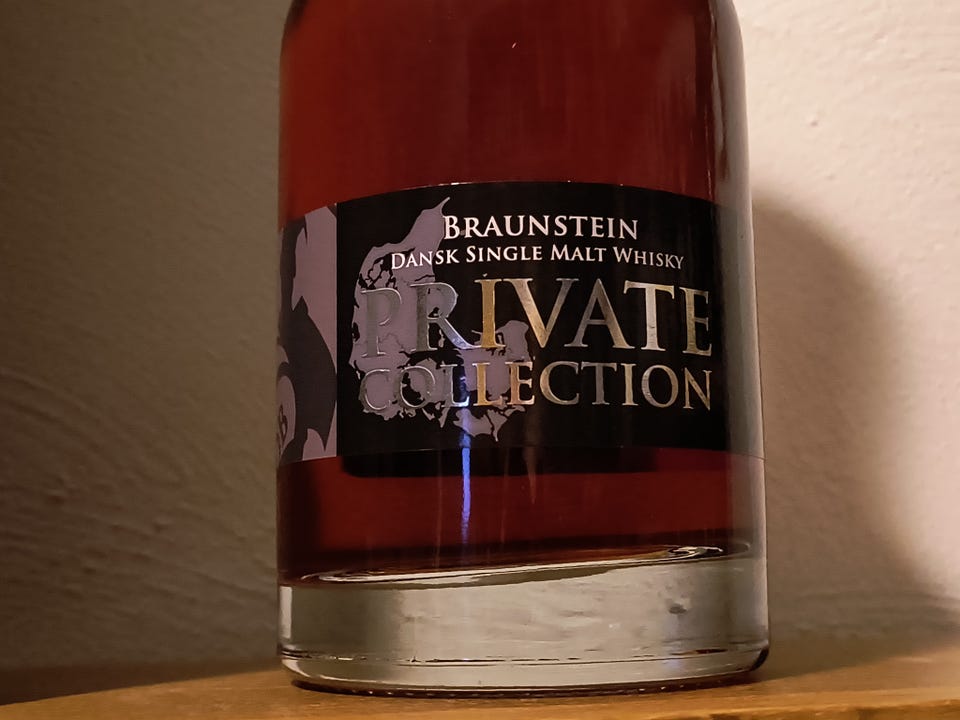 BRAUNSTEIN
DANSK SINGLE MALT WHISKY
PRIVATE
COLLECTION